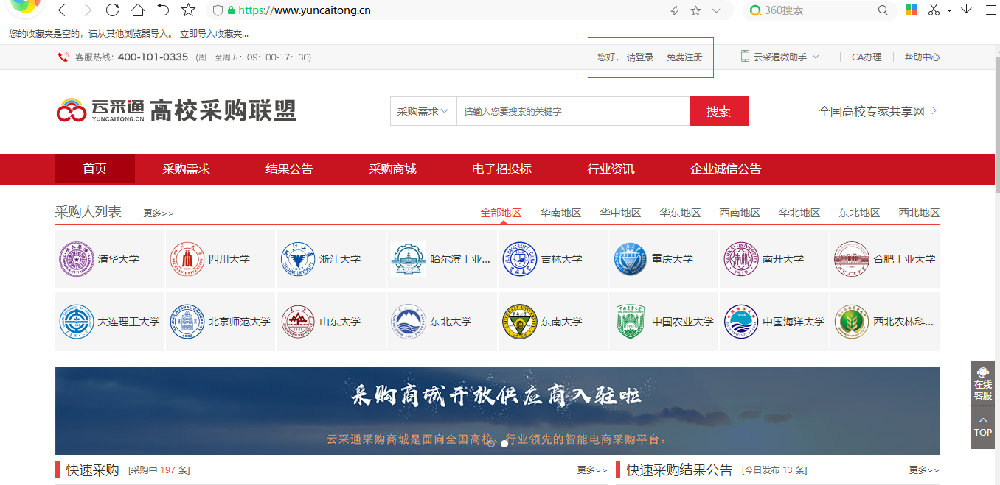 https://www.yuncaitong.cn
360搜索
您的收藏夹是空的，请从其他浏览器导入。 立即导入收藏夹...
客服热线：400-101-0335 (周一至周五：09：00-17：30)
您好， 请登录 免费注册
云采通微助手
CA办理
帮助中心
云采通
YUNCAITONG.CN
高校采购联盟
采购需求
请输入您要搜索的关键字
搜索
全国高校专家共享网
首页 采购需求 结果公告 采购商城 电子招投标 行业资讯 企业诚信公告
采购人列表 更多>>
全部地区 华南地区 华中地区 华东地区 西南地区 华北地区 东北地区 西北地区
清华大学 四川大学 浙江大学 哈尔滨工业... 吉林大学 重庆大学 南开大学 合肥工业大学
大连理工大学 北京师范大学 山东大学 东北大学 东南大学 中国农业大学 中国海洋大学 西北农林科...
采购商城开放供应商入驻啦
云采通采购商城是面向全国高校、行业领先的智能电商采购平台。
在线
客服
TOP
快速采购 [采购中 197 条] 更多>>
快速采购结果公告 [今日发布 13 条] 更多>>